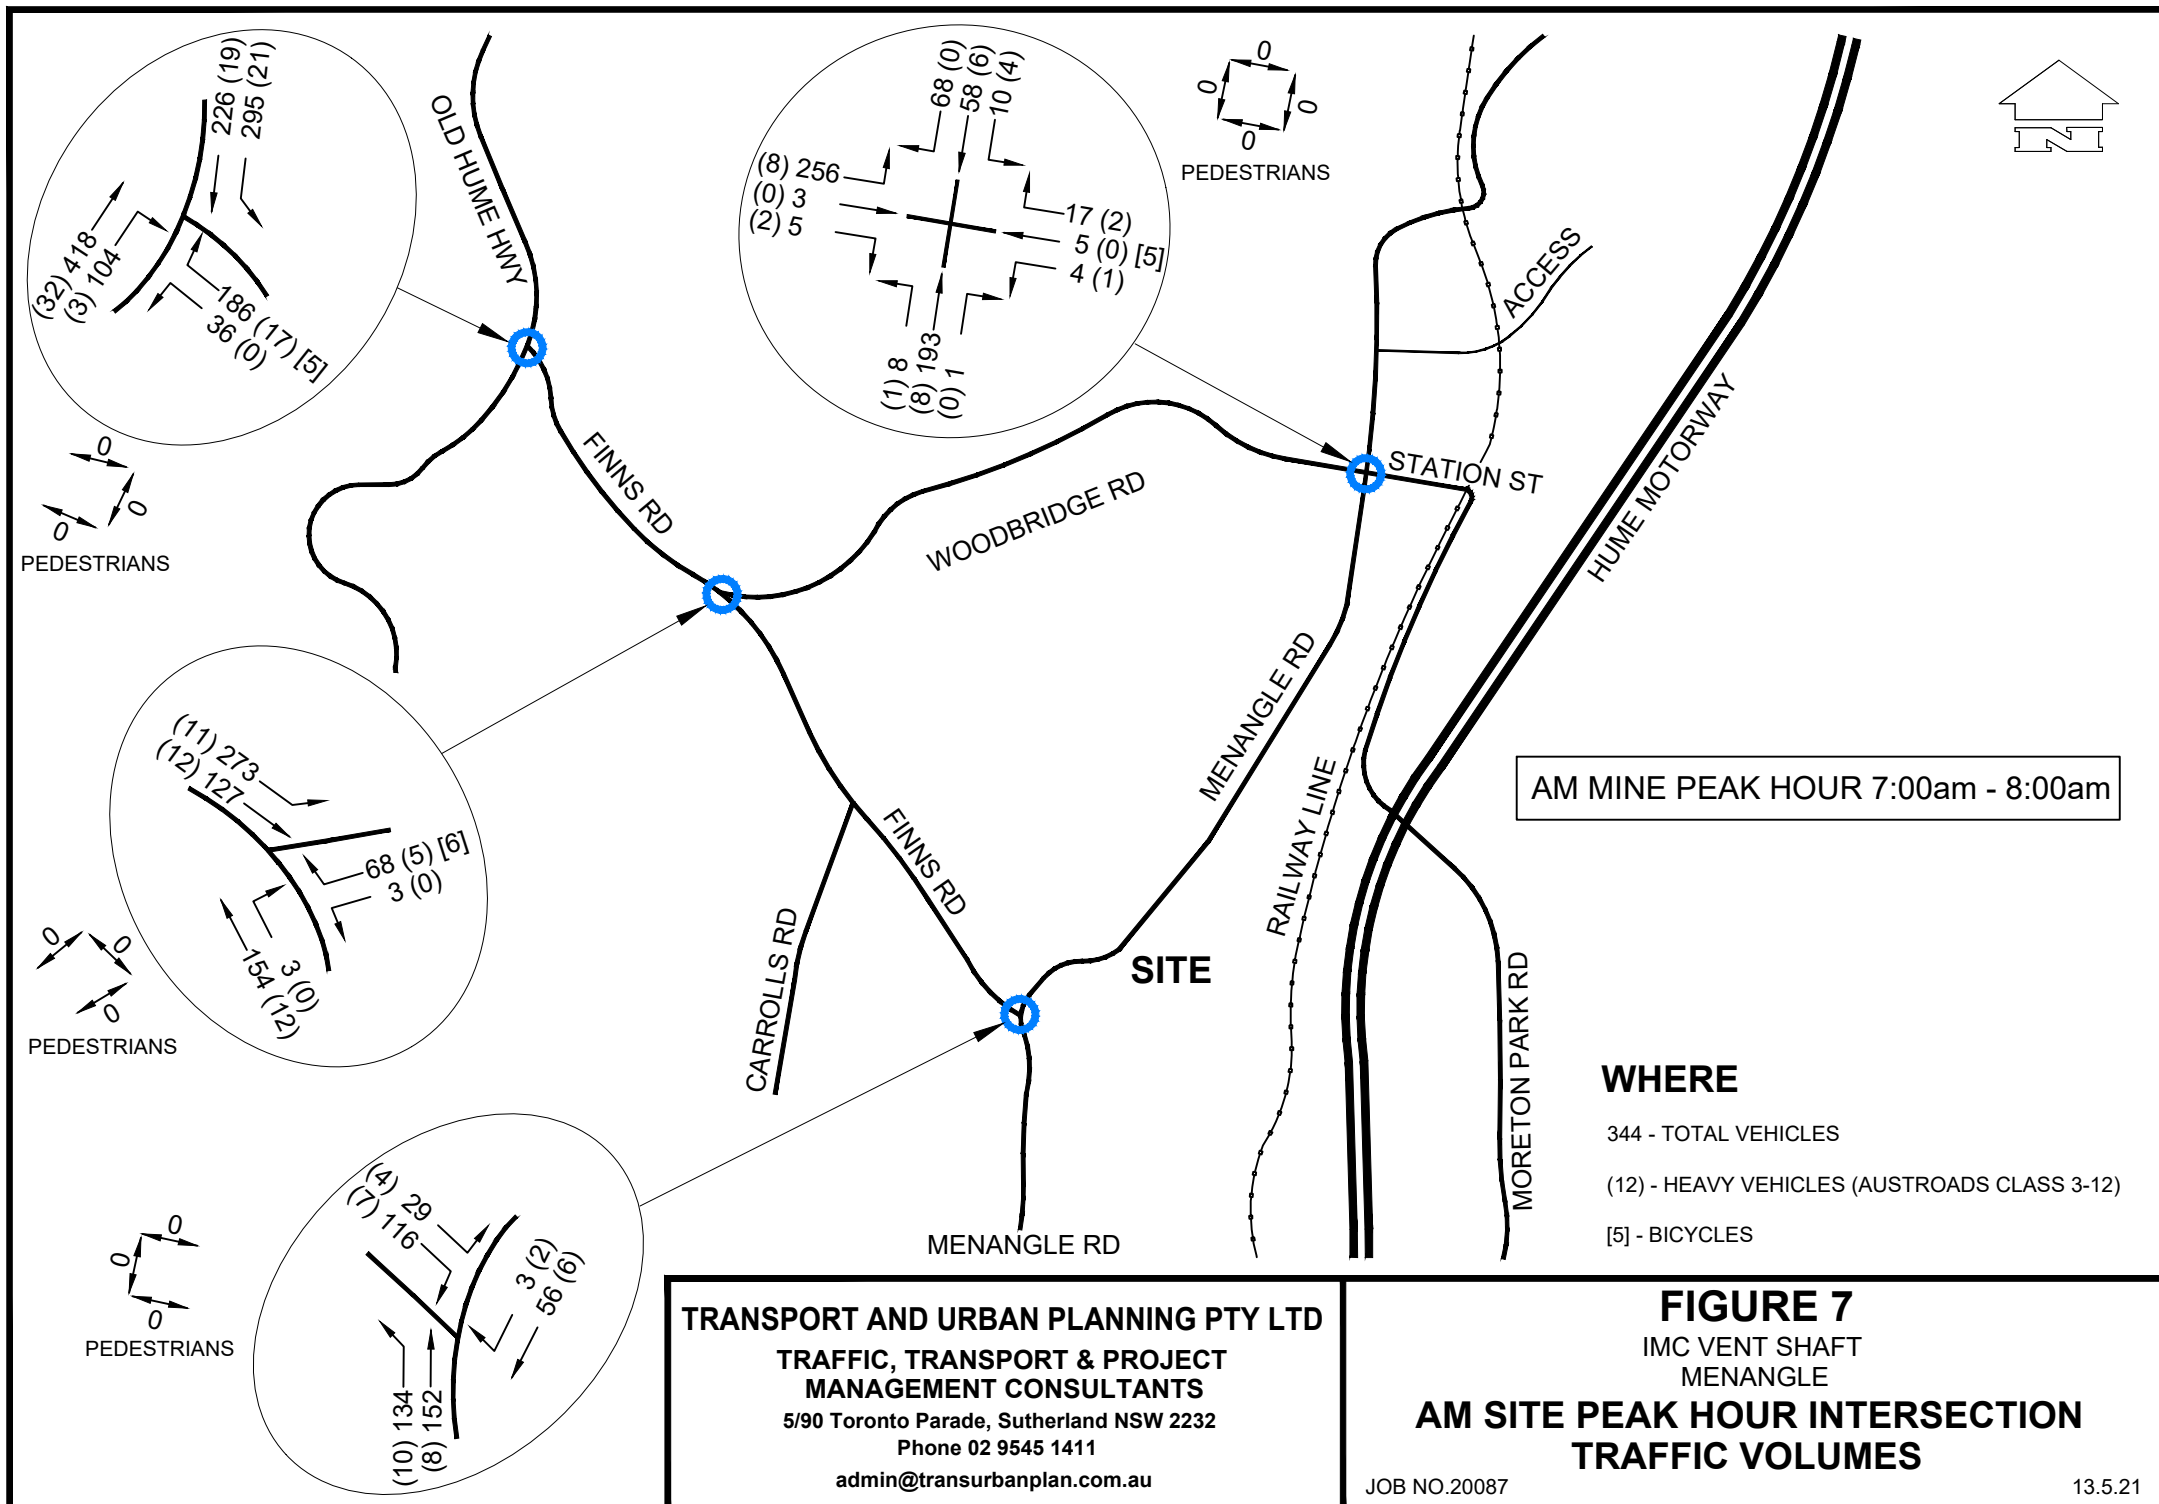 226 (19)
295 (21)
(32) 418
(3) 104
186 (17) [5]
36 (0)
0
0
0
PEDESTRIANS
OLD HUME HWY
68 (0)
58 (6)
10 (4)
(8) 256
(0) 3
(2) 5
17 (2)
5 (0) [5]
4 (1)
(1) 8
(8) 193
(0) 1
0
0
0
0
PEDESTRIANS
N
ACCESS
STATION ST
FINNS RD
WOODBRIDGE RD
HUME MOTORWAY
MENANGLE RD
RAILWAY LINE
(11) 273
(12) 127
68 (5) [6]
3 (0)
3 (0)
154 (12)
0
0
0
PEDESTRIANS
FINNS RD
CARROLLS RD
SITE
MORETON PARK RD
MENANGLE RD
AM MINE PEAK HOUR 7:00am - 8:00am
WHERE
344 - TOTAL VEHICLES
(12) - HEAVY VEHICLES (AUSTROADS CLASS 3-12)
[5] - BICYCLES
(4) 29
(7) 116
3 (2)
56 (6)
(10) 134
(8) 152
0
0
0
PEDESTRIANS
TRANSPORT AND URBAN PLANNING PTY LTD
TRAFFIC, TRANSPORT & PROJECT
MANAGEMENT CONSULTANTS
5/90 Toronto Parade, Sutherland NSW 2232
Phone 02 9545 1411
admin@transurbanplan.com.au
FIGURE 7
IMC VENT SHAFT
MENANGLE
AM SITE PEAK HOUR INTERSECTION
TRAFFIC VOLUMES
JOB NO.20087
13.5.21